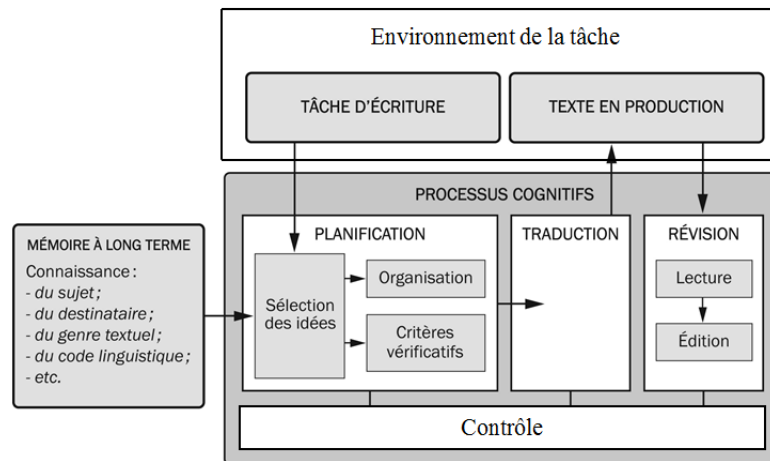 Environnement de la tâche
TÂCHE D'ÉCRITURE
TEXTE EN PRODUCTION
PROCESSUS COGNITIFS
MÉMOIRE À LONG TERME
Connaissance :
- du sujet ;
- du destinataire ;
- du genre textuel ;
- du code linguistique ;
- etc.
PLANIFICATION
Sélection
des idées
Organisation
Critères
vérificatifs
TRADUCTION
RÉVISION
Lecture
Édition
Contrôle